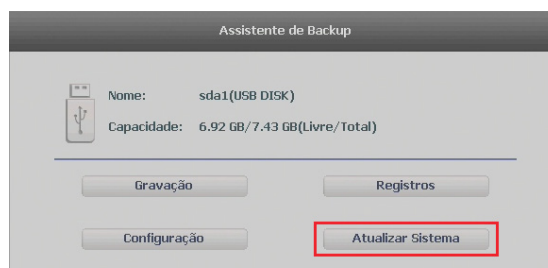 Assistente de Backup
Nome: sda1(USB DISK)
Capacidade: 6.92 GB/7.43 GB(Livre/Total)
Gravação Registros
Configuração Atualizar Sistema